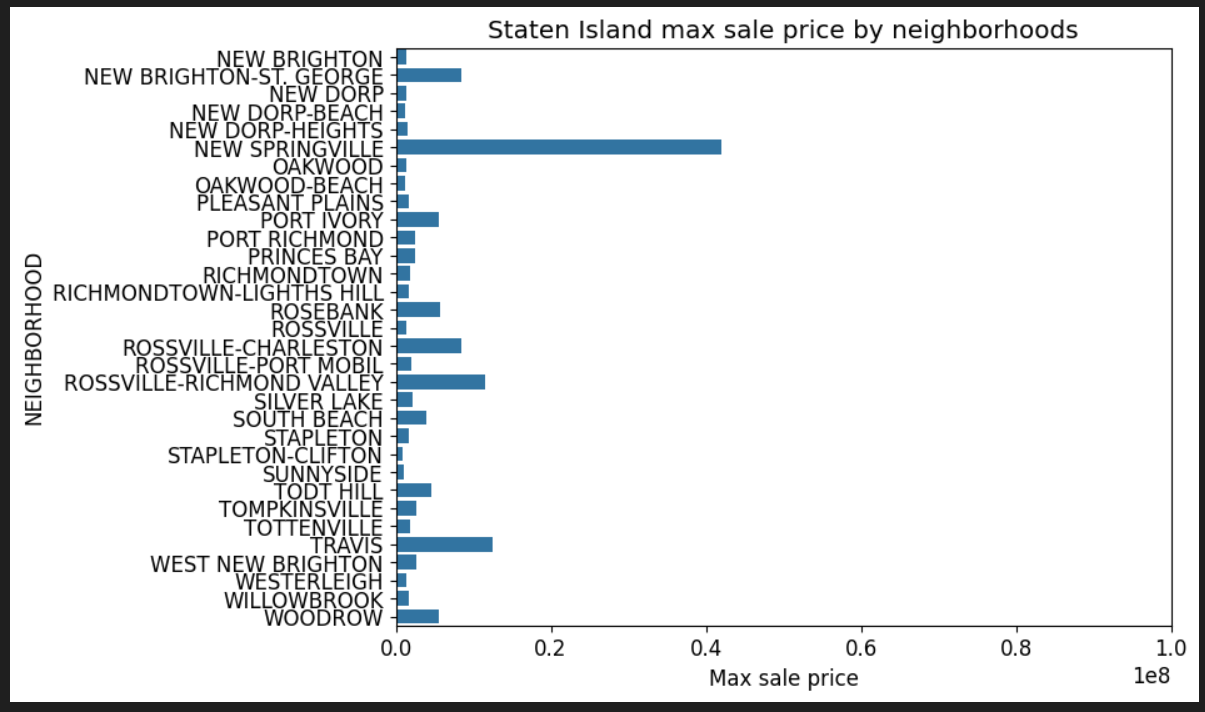 Staten Island max sale price by neighborhoods
NEW BRIGHTON
NEW BRIGHTON-ST. GEORGE
NEW DORP
NEW DORP-BEACH
NEW DORP-HEIGHTS
NEW SPRINGVILLE
OAKWOOD
OAKWOOD-BEACH
PLEASANT PLAINS
PORT IVORY
PORT RICHMOND
PRINCES BAY
RICHMONDTOWN
RICHMONDTOWN-LIGHTHS HILL
ROSEBANK
ROSSVILLE
ROSSVILLE-CHARLESTON
ROSSVILLE-PORT MOBIL
ROSSVILLE-RICHMOND VALLEY
SILVER LAKE
SOUTH BEACH
STAPLETON
STAPLETON-CLIFTON
SUNNYSIDE
TODT HILL
TOMPKINSVILLE
TOTTENVILLE
TRAVIS
WEST NEW BRIGHTON
WESTERLEIGH
WILLOWBROOK
WOODROW
NEIGHBORHOOD
0.0 0.2 0.4 0.6 0.8 1.0
1e8
Max sale price